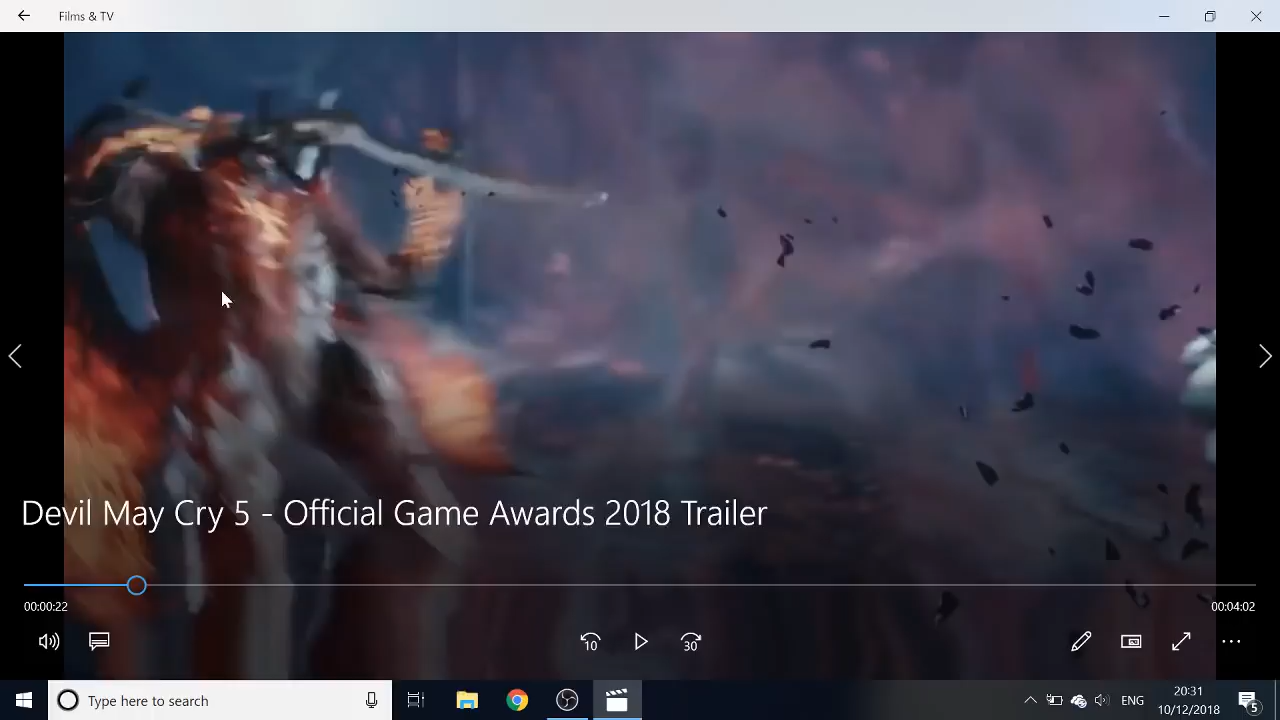 Films & TV
Devil May Cry 5 - Official Game Awards 2018 Trailer
00:00:22
00:04:02
10
30
Type here to search
ENG
20:31
10/12/2018
5